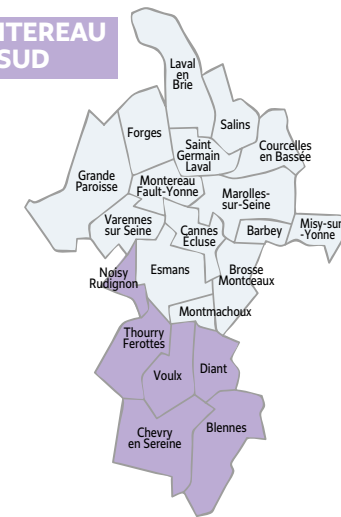 SUD
Laval
en
Brie
Salins
Forges
Saint
Germain
Laval
Courcelles
en Bassée
Grande
Paroisse
Montereau
Fault-Yonne
Marolles-
sur-Seine
Varennes
sur Seine
Cannes
Ecluse
Barbey
Misy-sur
-Yonne
Noisy
Rudignon
Esmans
Brosse
Montceaux
Montmachoux
Thourry
Ferottes
Voulx
Diant
Chevry
en Sereine
Blennes